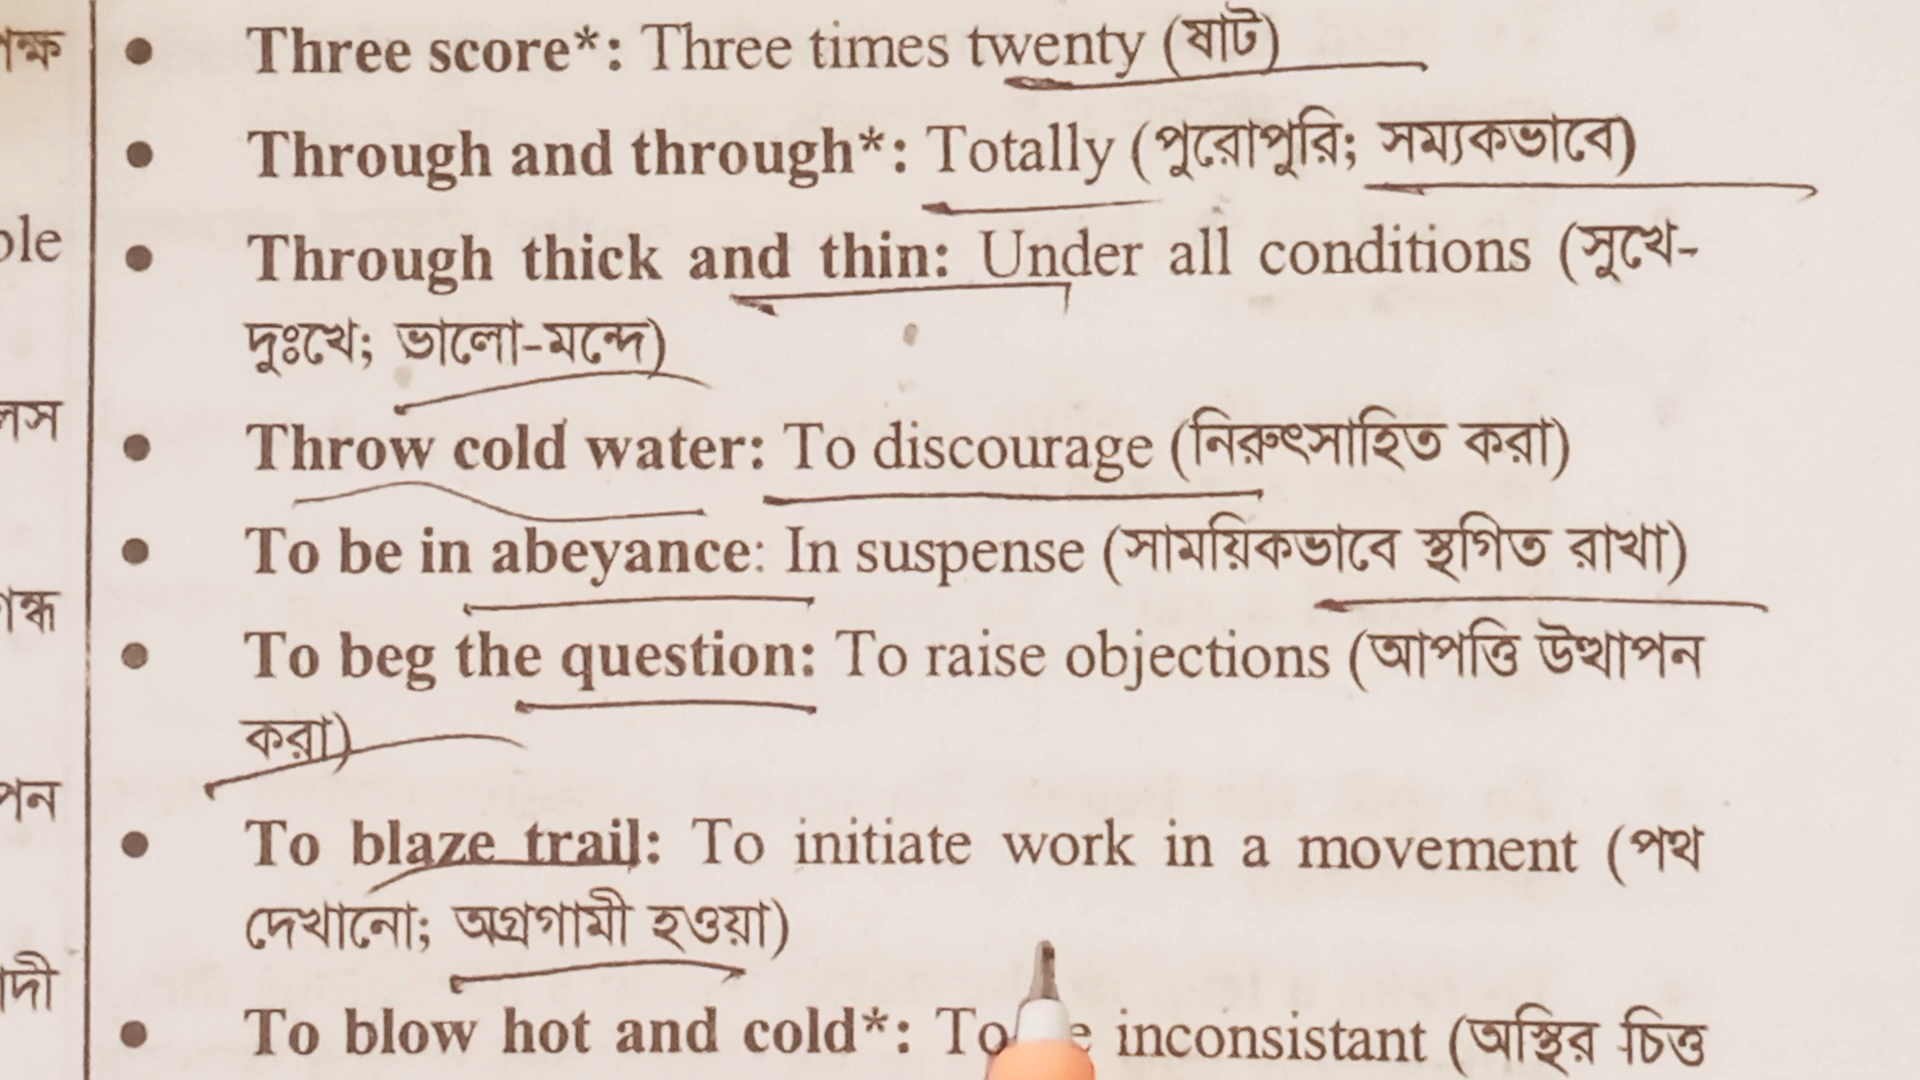 ক্ষ
• Three score*: Three times twenty (ষাট)
• Through and through*: Totally (পুরোপুরি; সম্যকভাবে)
ble
• Through thick and thin: Under all conditions (সুখে-
দুঃখে; ভালো-মন্দে)
লস
• Throw cold water: To discourage (নিরুৎসাহিত করা)
• To be in abeyance: In suspense (সাময়িকভাবে স্থগিত রাখা)
• To beg the question: To raise objections (আপত্তি উত্থাপন
করা)
পন
• To blaze trail: To initiate work in a movement (পথ
দেখানো; অগ্রগামী হওয়া)
দী
• To blow hot and cold*: To inconsistant (অস্থির চিত্ত